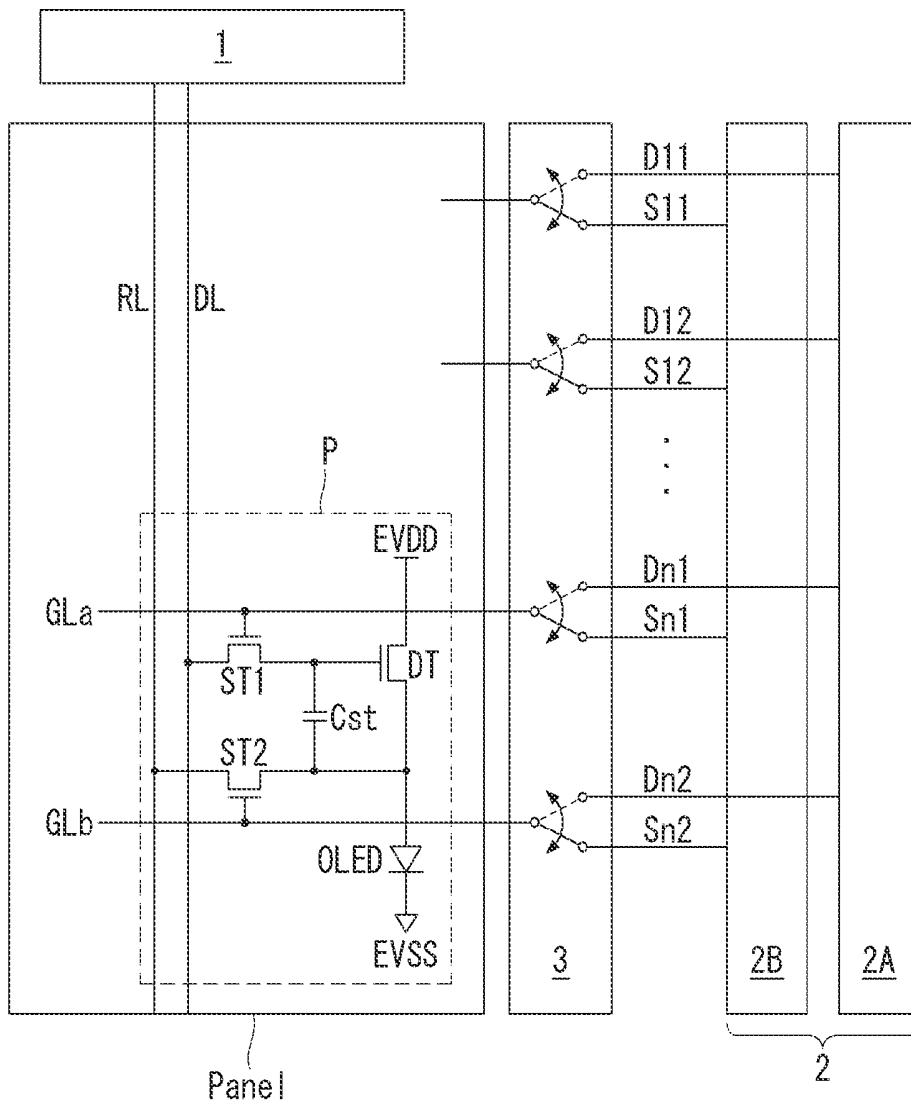 1
D11
S11
RL
DL
D12
S12
P
EVDD
Dn1
GLa
Sn1
DT
ST1
Cst
ST2
Dn2
GLb
Sn2
OLED
EVSS
3
2B
2A
2
Panel